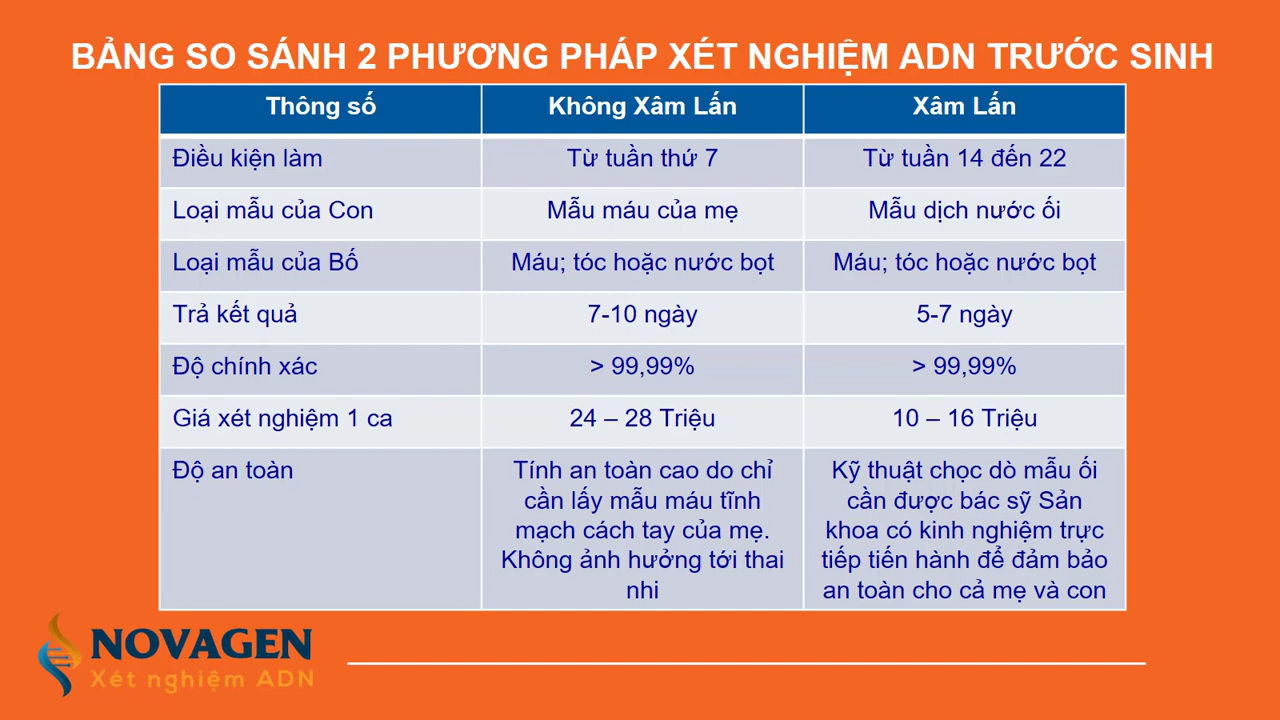 BẢNG SO SÁNH 2 PHƯƠNG PHÁP XÉT NGHIỆM ADN TRƯỚC SINH
Thông số Không Xâm Lấn Xâm Lấn
Điều kiện làm Từ tuần thứ 7 Từ tuần 14 đến 22
Loại mẫu của Con Mẫu máu của mẹ Mẫu dịch nước ối
Loại mẫu của Bố Máu; tóc hoặc nước bọt Máu; tóc hoặc nước bọt
Trả kết quả 7-10 ngày 5-7 ngày
Độ chính xác > 99,99% > 99,99%
Giá xét nghiệm 1 ca 24 – 28 Triệu 10 – 16 Triệu
Độ an toàn Tính an toàn cao do chỉ Kỹ thuật chọc dò mẫu ối
cần lấy mẫu máu tĩnh cần được bác sỹ Sản
mạch cách tay của mẹ. khoa có kinh nghiệm trực
Không ảnh hưởng tới thai tiếp tiến hành để đảm bảo
nhi an toàn cho cả mẹ và con
NOVAGEN
Xét nghiệm ADN